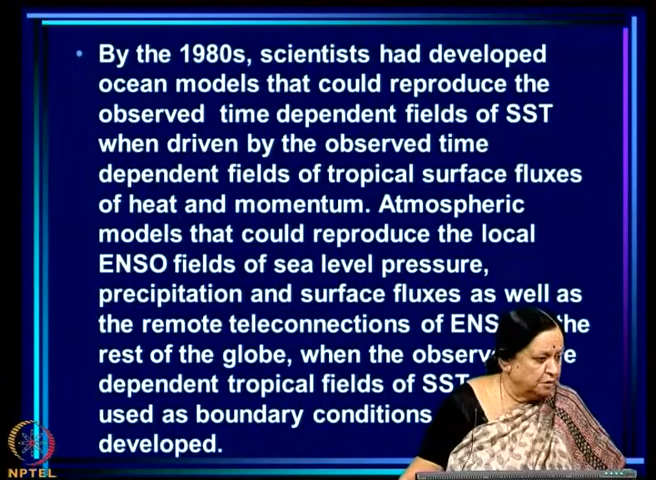 • By the 1980s, scientists had developed
ocean models that could reproduce the
observed time dependent fields of SST
when driven by the observed time
dependent fields of tropical surface fluxes
of heat and momentum. Atmospheric
models that could reproduce the local
ENSO fields of sea level pressure,
precipitation and surface fluxes as well as
the remote teleconnections of the
rest of the globe, when the
dependent tropical fields of SST
used as boundary conditions
developed.
NPTEL